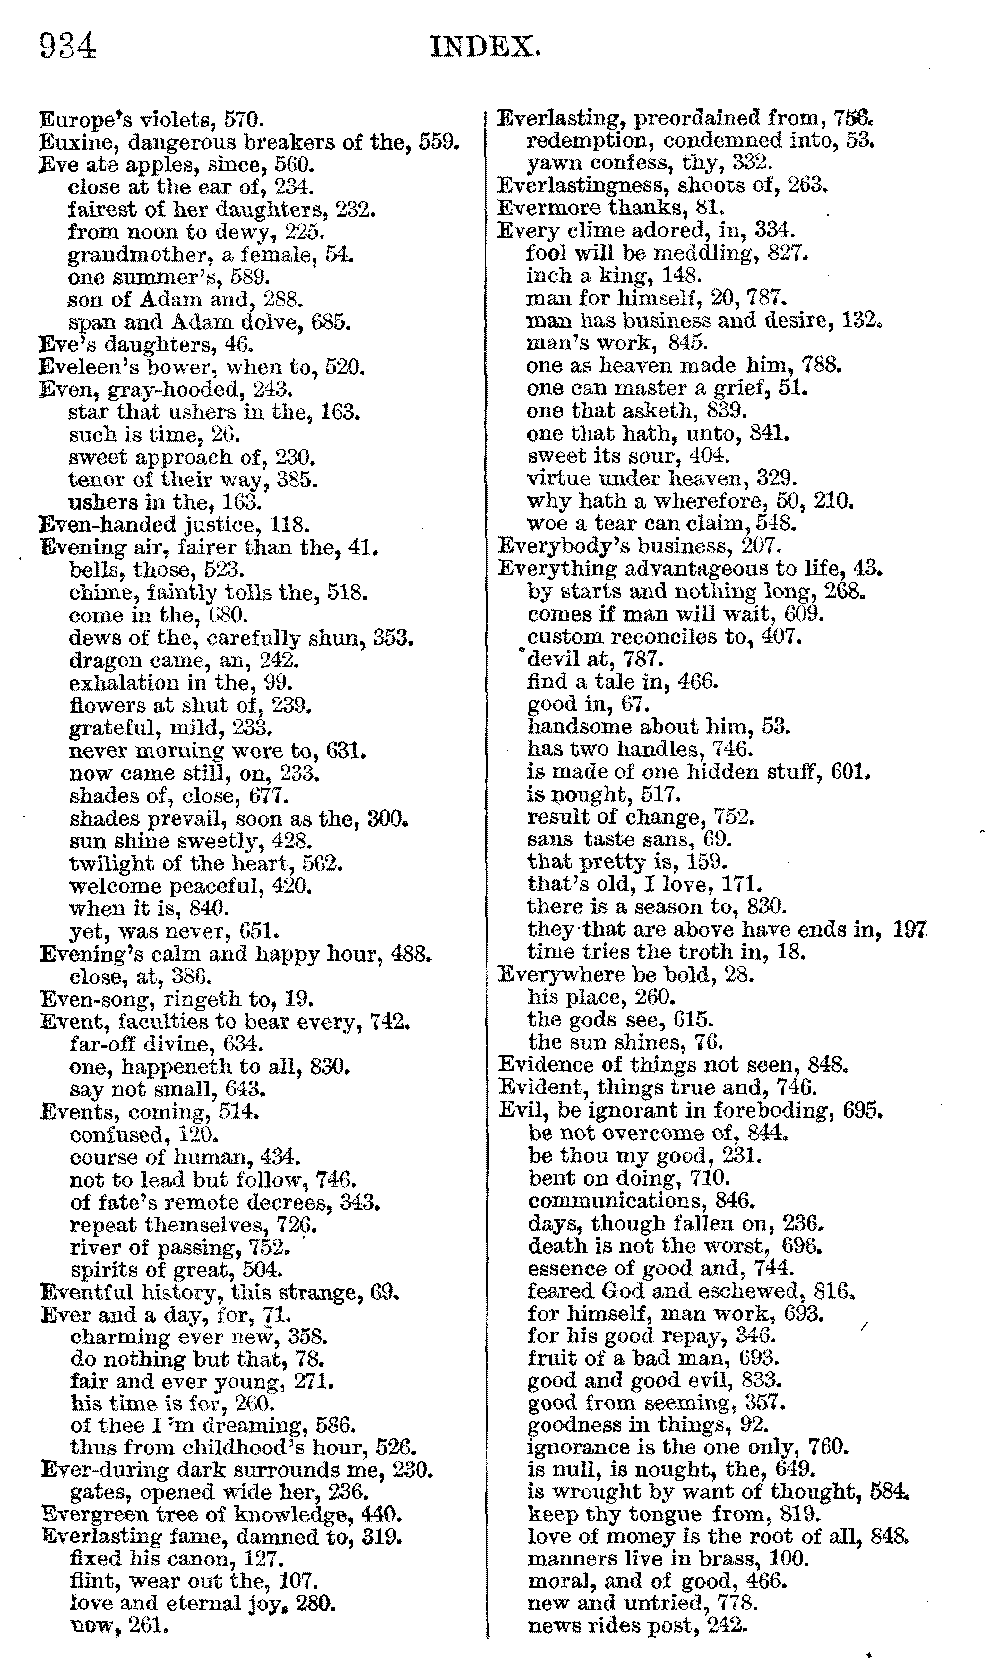 934
INDEX.
Europe's violets, 570.
Euxine, dangerous breakers of the, 559.
Eve ate apples, since, 560.
close at the ear of, 234.
fairest of her daughters, 232.
from noon to dewy, 225.
grandmother, a female, 54.
one summer's, 589.
son of Adam and, 288.
span and Adam dolve, 685.
Eve's daughters, 46.
Eveleen's bower, when to, 520.
Even, gray-hooded, 243.
star that ushers in the, 163.
such is time, 26.
sweet approach of, 230.
tenor of their way, 385.
ushers in the, 163.
Even-handed justice, 118.
Evening air, fairer than the, 41.
bells, those, 523.
chime, faintly tolls the, 518.
come in the, 680.
dews of the, carefully shun, 353.
dragon came, an, 242.
exhalation in the, 99.
flowers at shut of, 239.
grateful, mild, 233.
never morning wore to, 631.
now came still, on, 233.
shades of, close, 677.
shades prevail, soon as the, 300.
sun shine sweetly, 428.
twilight of the heart, 562.
welcome peaceful, 420.
when it is, 840.
yet, was never, 651.
Evening's calm and happy hour, 488.
close, at, 386.
Even-song, ringeth to, 19.
Event, faculties to bear every, 742.
far-off divine, 634.
one, happeneth to all, 830.
say not small, 643.
Events, coming, 514.
confused, 120.
course of human, 434.
not to lead but follow, 746.
of fate's remote decrees, 343.
repeat themselves, 726.
river of passing, 752.
spirits of great, 504.
Eventful history, this strange, 69.
Ever and a day, for, 71.
charming ever new, 358.
do nothing but that, 78.
fair and ever young, 271.
his time is for, 260.
of thee I'm dreaming, 586.
thus from childhood's hour, 526.
Ever-during dark surrounds me, 230.
gates, opened wide her, 236.
Evergreen tree of knowledge, 440.
Everlasting fame, damned to, 319.
fixed his canon, 127.
flint, wear out the, 107.
love and eternal joy, 280.
now, 261.
Everlasting, preordained from, 756.
redemption, condemned into, 53.
yawn confess, thy, 332.
Everlastingness, shoots of, 263.
Evermore thanks, 81.
Every clime adored, in, 334.
fool will be meddling, 827.
inch a king, 148.
man for himself, 20, 787.
man has business and desire, 132.
man's work, 845.
one as heaven made him, 788.
one can master a grief, 51.
one that asketh, 839.
one that hath, unto, 841.
sweet its sour, 404.
virtue under heaven, 329.
why hath a wherefore, 50, 210.
woe a tear can claim, 548.
Everybody's business, 207.
Everything advantageous to life, 43.
by starts and nothing long, 268.
comes if man will wait, 609.
custom reconciles to, 407.
devil at, 787.
find a tale in, 466.
good in, 67.
handsome about him, 53.
has two handles, 746.
is made of one hidden stuff, 601.
is nought, 517.
result of change, 752.
sans taste sans, 69.
that pretty is, 159.
that's old, I love, 171.
there is a season to, 830.
they that are above have ends in, 197
time tries the troth in, 18.
Everywhere be bold, 28.
his place, 260.
the gods see, 615.
the sun shines, 76.
Evidence of things not seen, 848.
Evident, things true and, 746.
Evil, be ignorant in foreboding, 695.
be not overcome of, 844.
be thou my good, 231.
bent on doing, 710.
communications, 846.
days, though fallen on, 236.
death is not the worst, 696.
essence of good and, 744.
feared God and eschewed, 816.
for himself, man work, 693.
for his good repay, 346.
fruit of a bad man, 693.
good and good evil, 833.
good from seeming, 357.
goodness in things, 92.
ignorance is the one only, 760.
is null, is nought, the, 649.
is wrought by want of thought, 584.
keep thy tongue from, 819.
love of money is the root of all, 848.
manners live in brass, 100.
moral, and of good, 466.
new and untried, 778.
news rides post, 242.